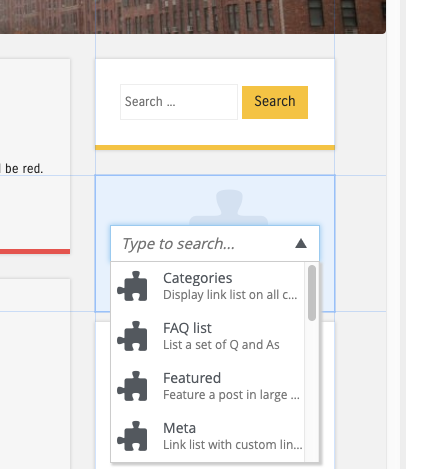 Search ...
Search
l be red.
Type to search...
Categories
Display link list on all c...
FAQ list
List a set of Q and As
Featured
Feature a post in large ...
Meta
Link list with custom lin...